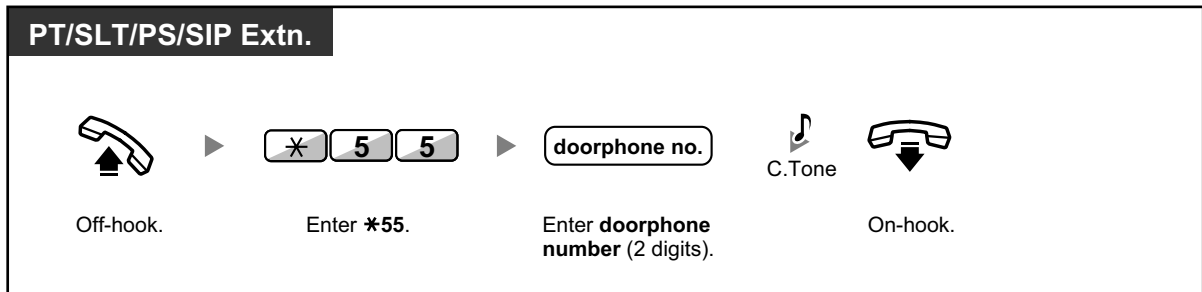 PT/SLT/PS/SIP Extn.
* 5 5
doorphone no.
C.Tone
Off-hook.
Enter *55.
Enter doorphone
number (2 digits).
On-hook.